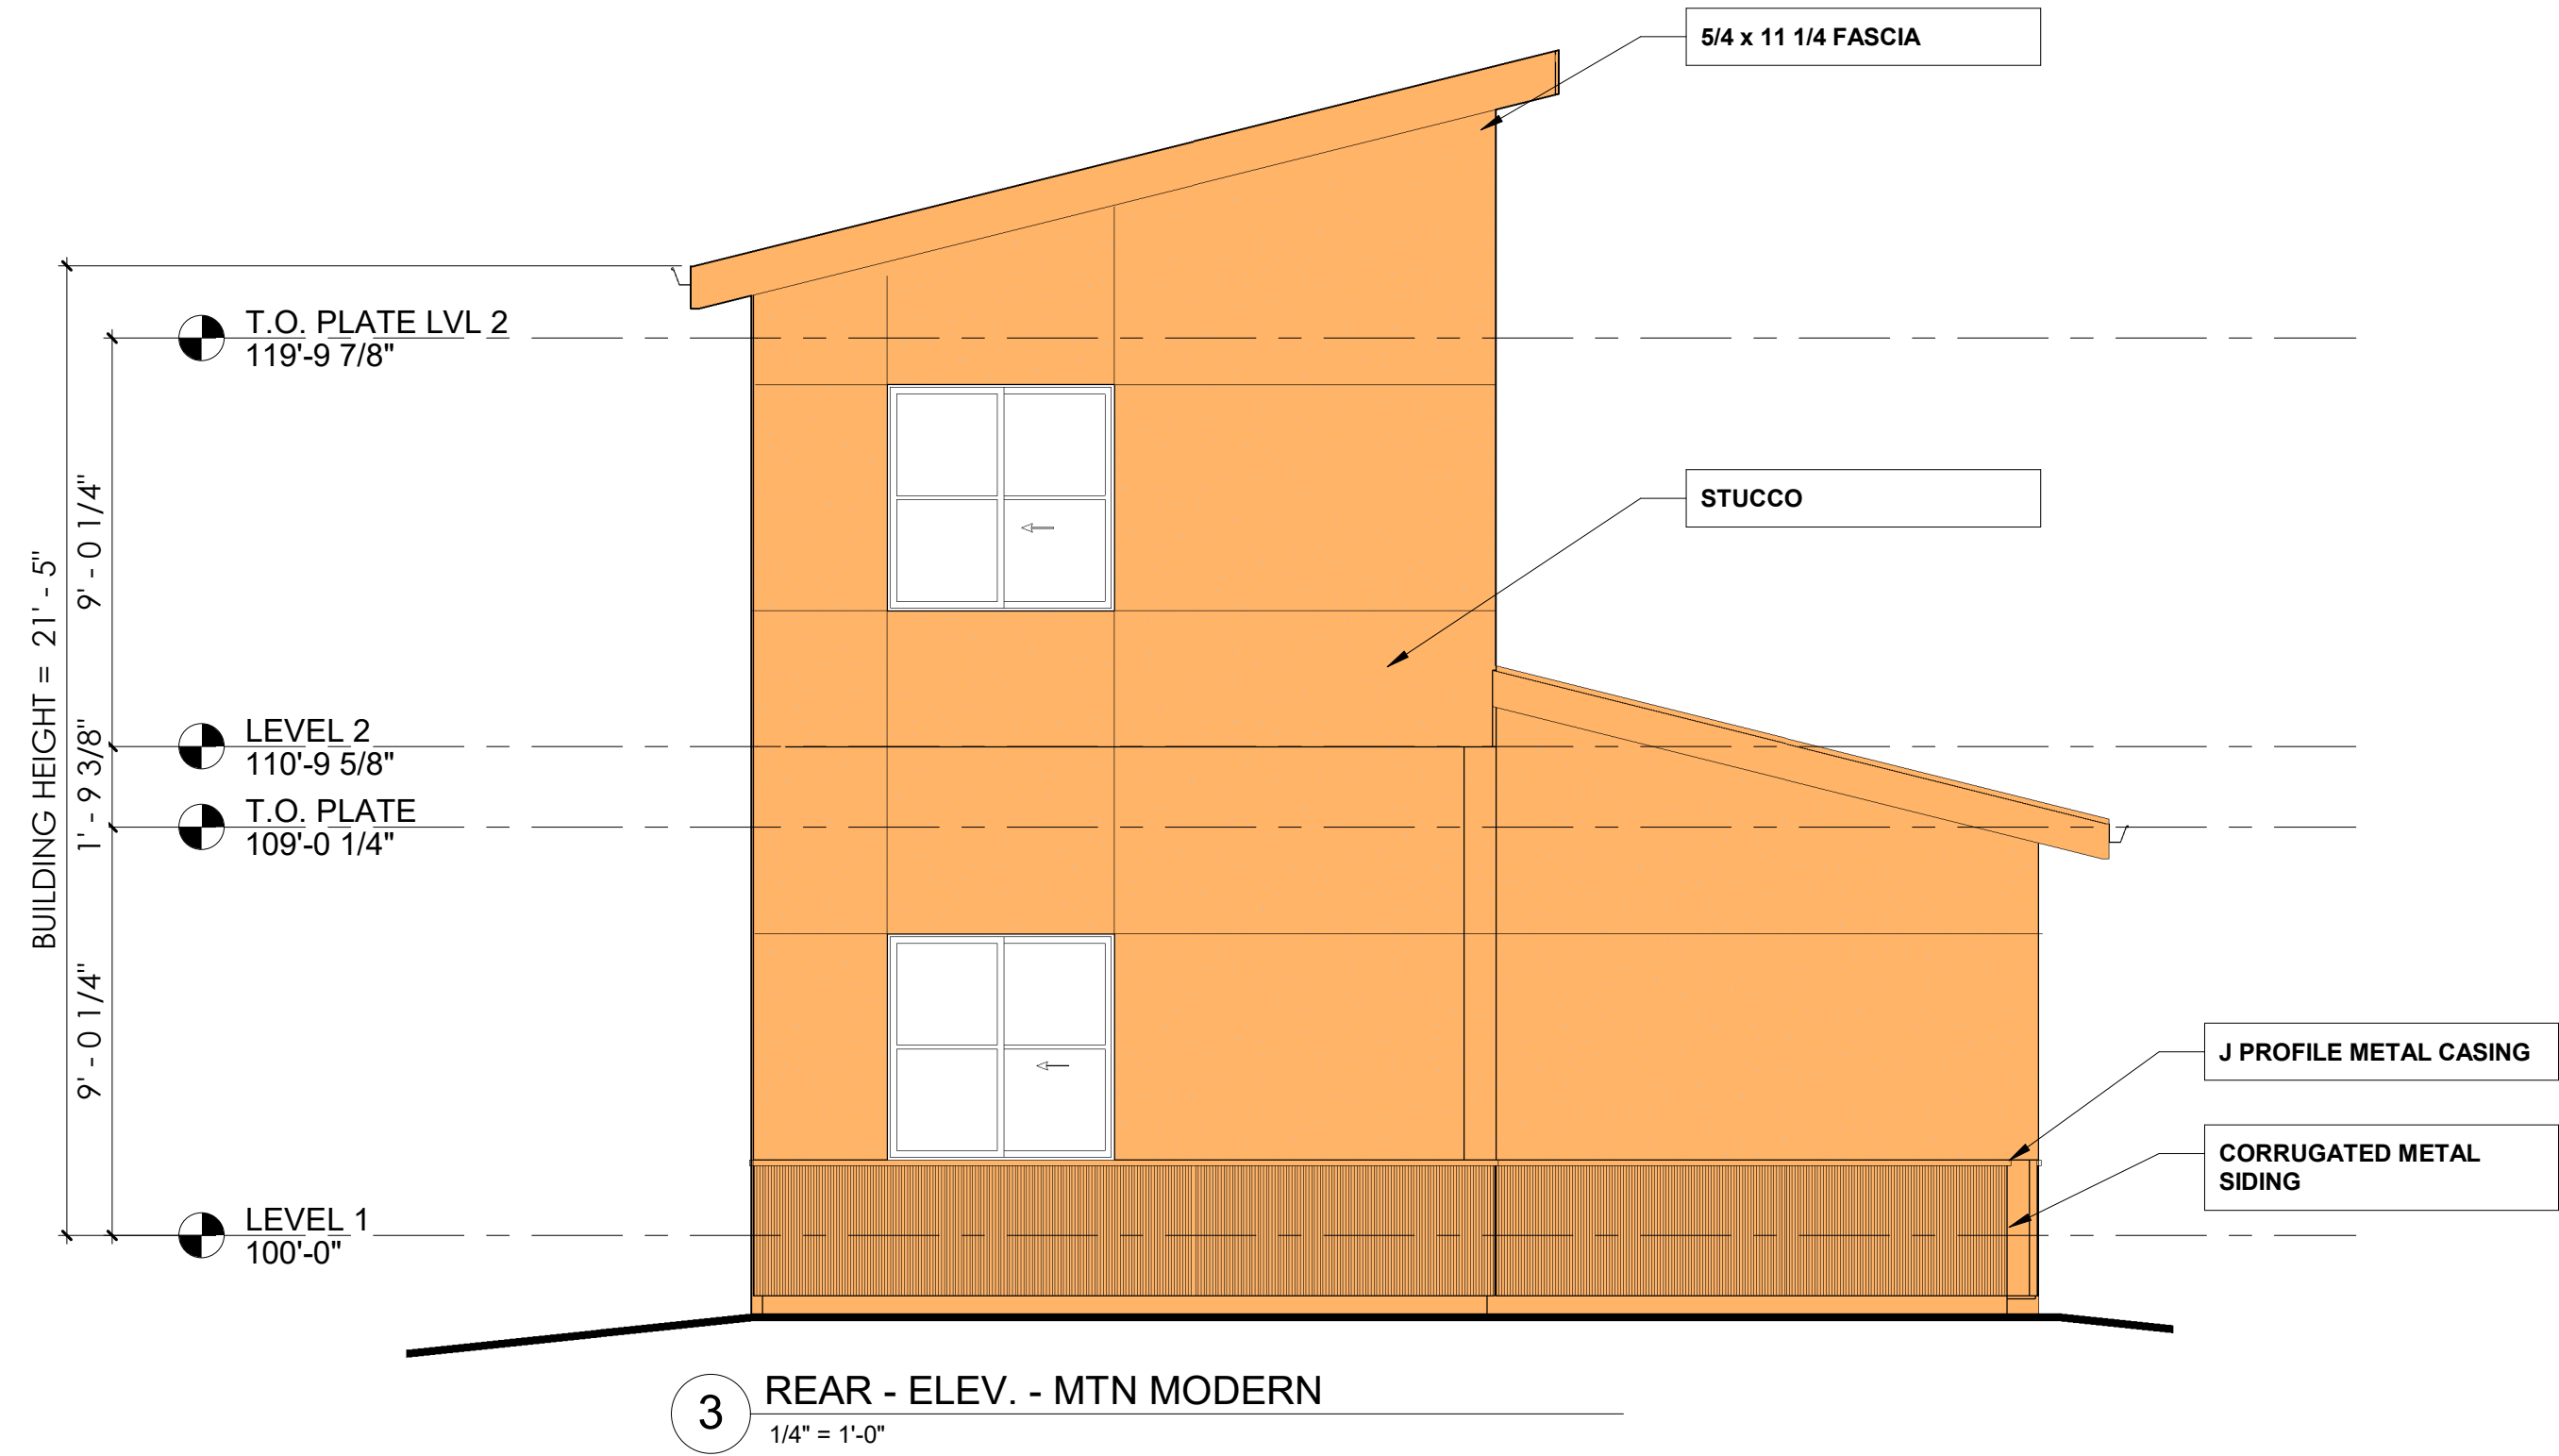 5/4 x 11 1/4 FASCIA
T.O. PLATE LVL 2
119'-9 7/8"
STUCCO
9' - 0 1/4"
BUILDING HEIGHT = 21' - 5"
LEVEL 2
110'-9 5/8"
1' - 9 3/8"
T.O. PLATE
109'-0 1/4"
9' - 0 1/4"
J PROFILE METAL CASING
CORRUGATED METAL
SIDING
LEVEL 1
100'-0"
3
REAR - ELEV. - MTN MODERN
1/4" = 1'-0"